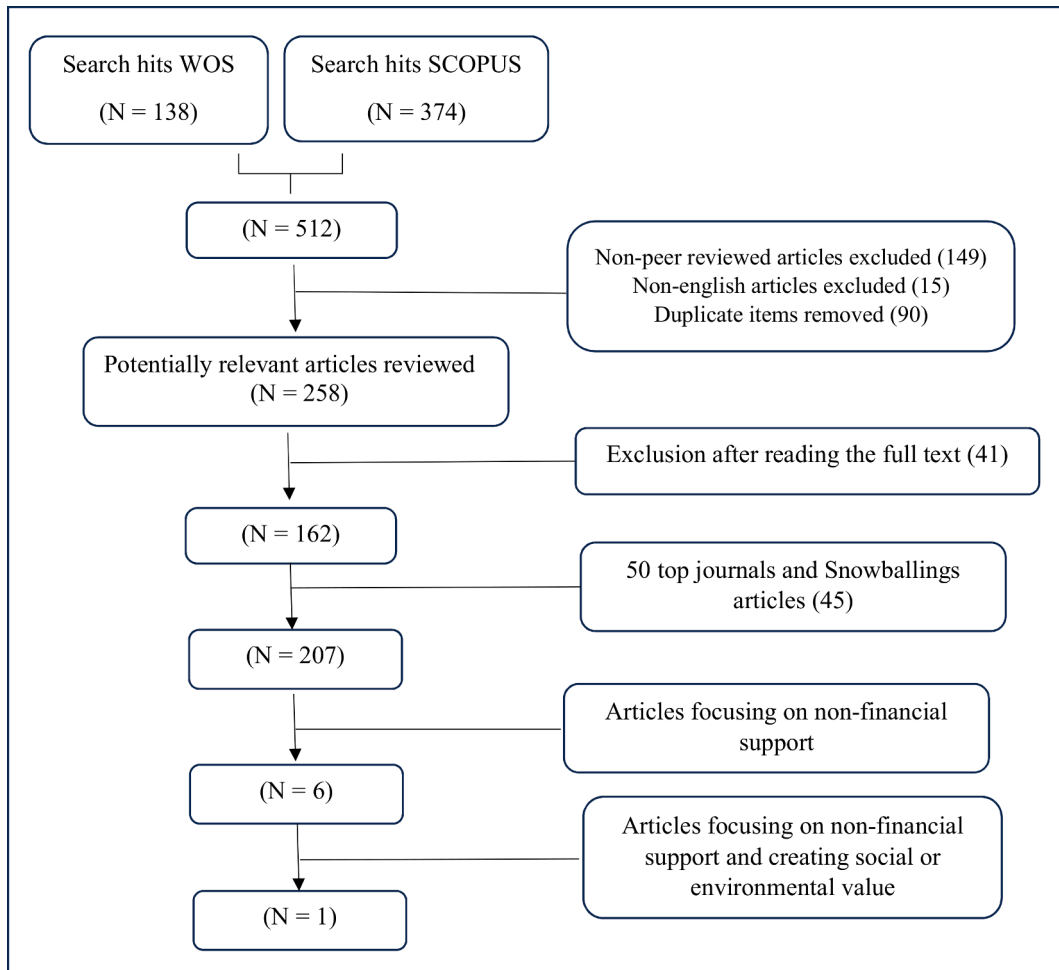 Search hits WOS
(N = 138)
Search hits SCOPUS
(N = 374)
(N = 512)
Non-peer reviewed articles excluded (149)
Non-english articles excluded (15)
Duplicate items removed (90)
Potentially relevant articles reviewed
(N = 258)
Exclusion after reading the full text (41)
(N = 162)
50 top journals and Snowballings
articles (45)
(N = 207)
Articles focusing on non-financial
support
(N = 6)
Articles focusing on non-financial
support and creating social or
environmental value
(N = 1)